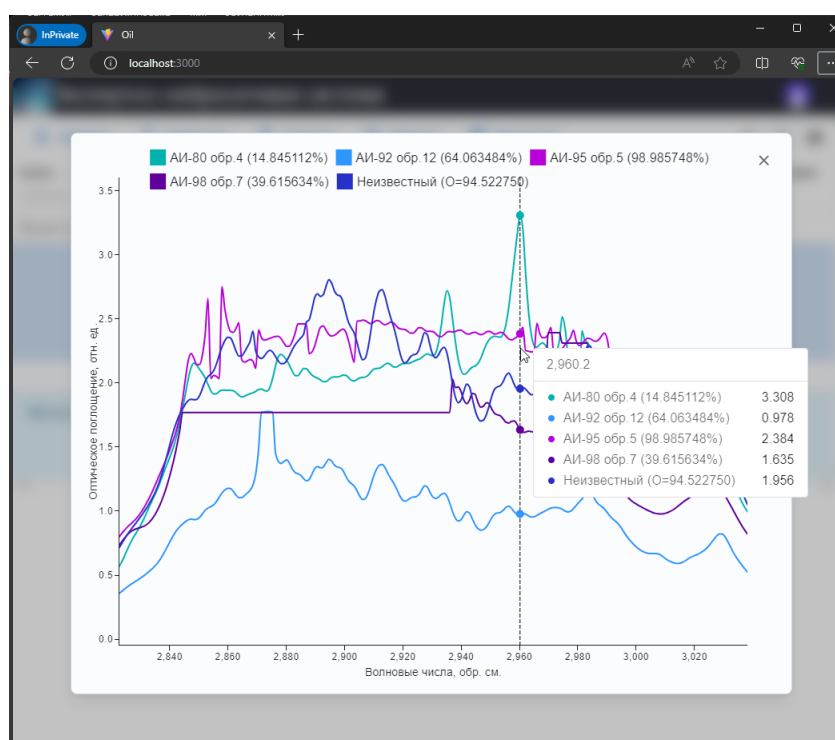 InPrivate
Oil
localhost:3000
АИ-80 обр.4 (14.845112%) АИ-92 обр.12 (64.063484%) АИ-95 обр.5 (98.985748%)
АИ-98 обр.7 (39.615634%) Неизвестный (O=94.522750)
Оптическое поглощение, отн. ед.
3.5
3.0
2.5
2.0
1.5
1.0
0.5
0.0
2,960.2
АИ-80 обр.4 (14.845112%) 3.308
АИ-92 обр.12 (64.063484%) 0.978
АИ-95 обр.5 (98.985748%) 2.384
АИ-98 обр.7 (39.615634%) 1.635
Неизвестный (O=94.522750) 1.956
2,840 2,860 2,880 2,900 2,920 2,940 2,960 2,980 3,000 3,020
Волновые числа, обр. см.